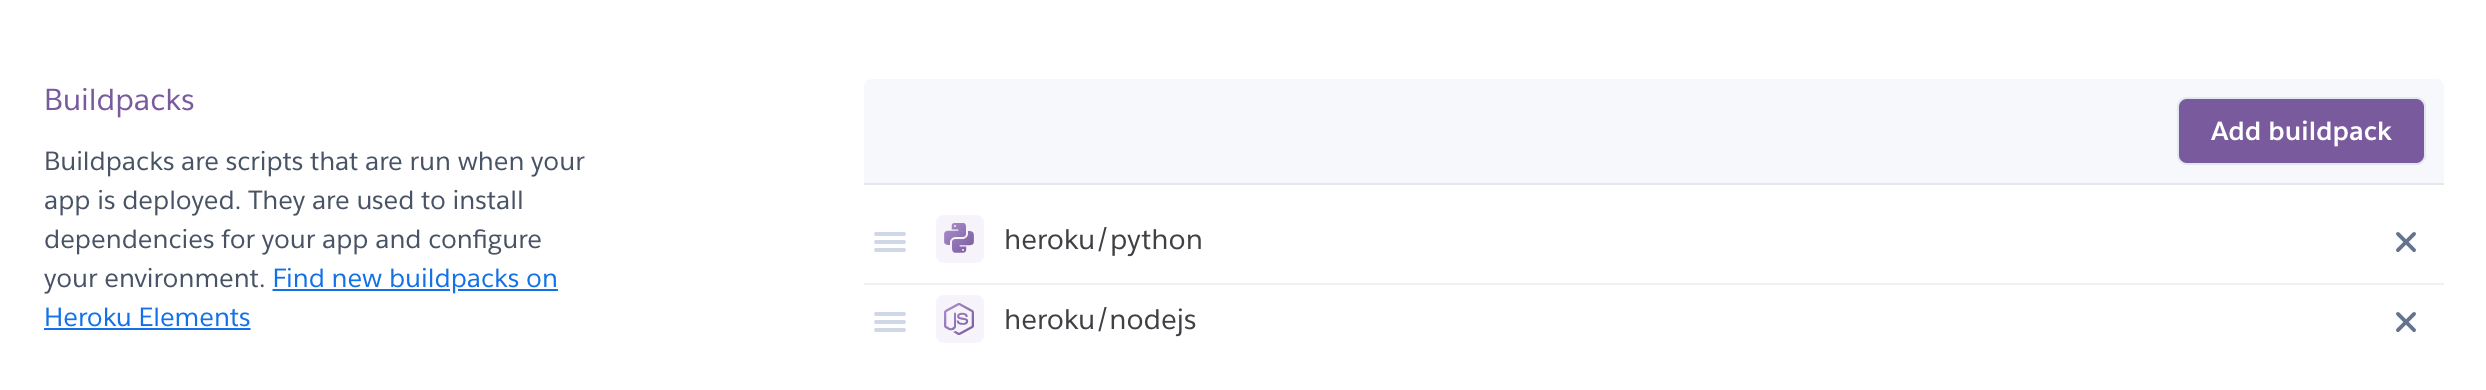 Buildpacks
Buildpacks are scripts that are run when your
app is deployed. They are used to install
dependencies for your app and configure
your environment. Find new buildpacks on
Heroku Elements
Add buildpack
heroku/python
heroku/nodejs